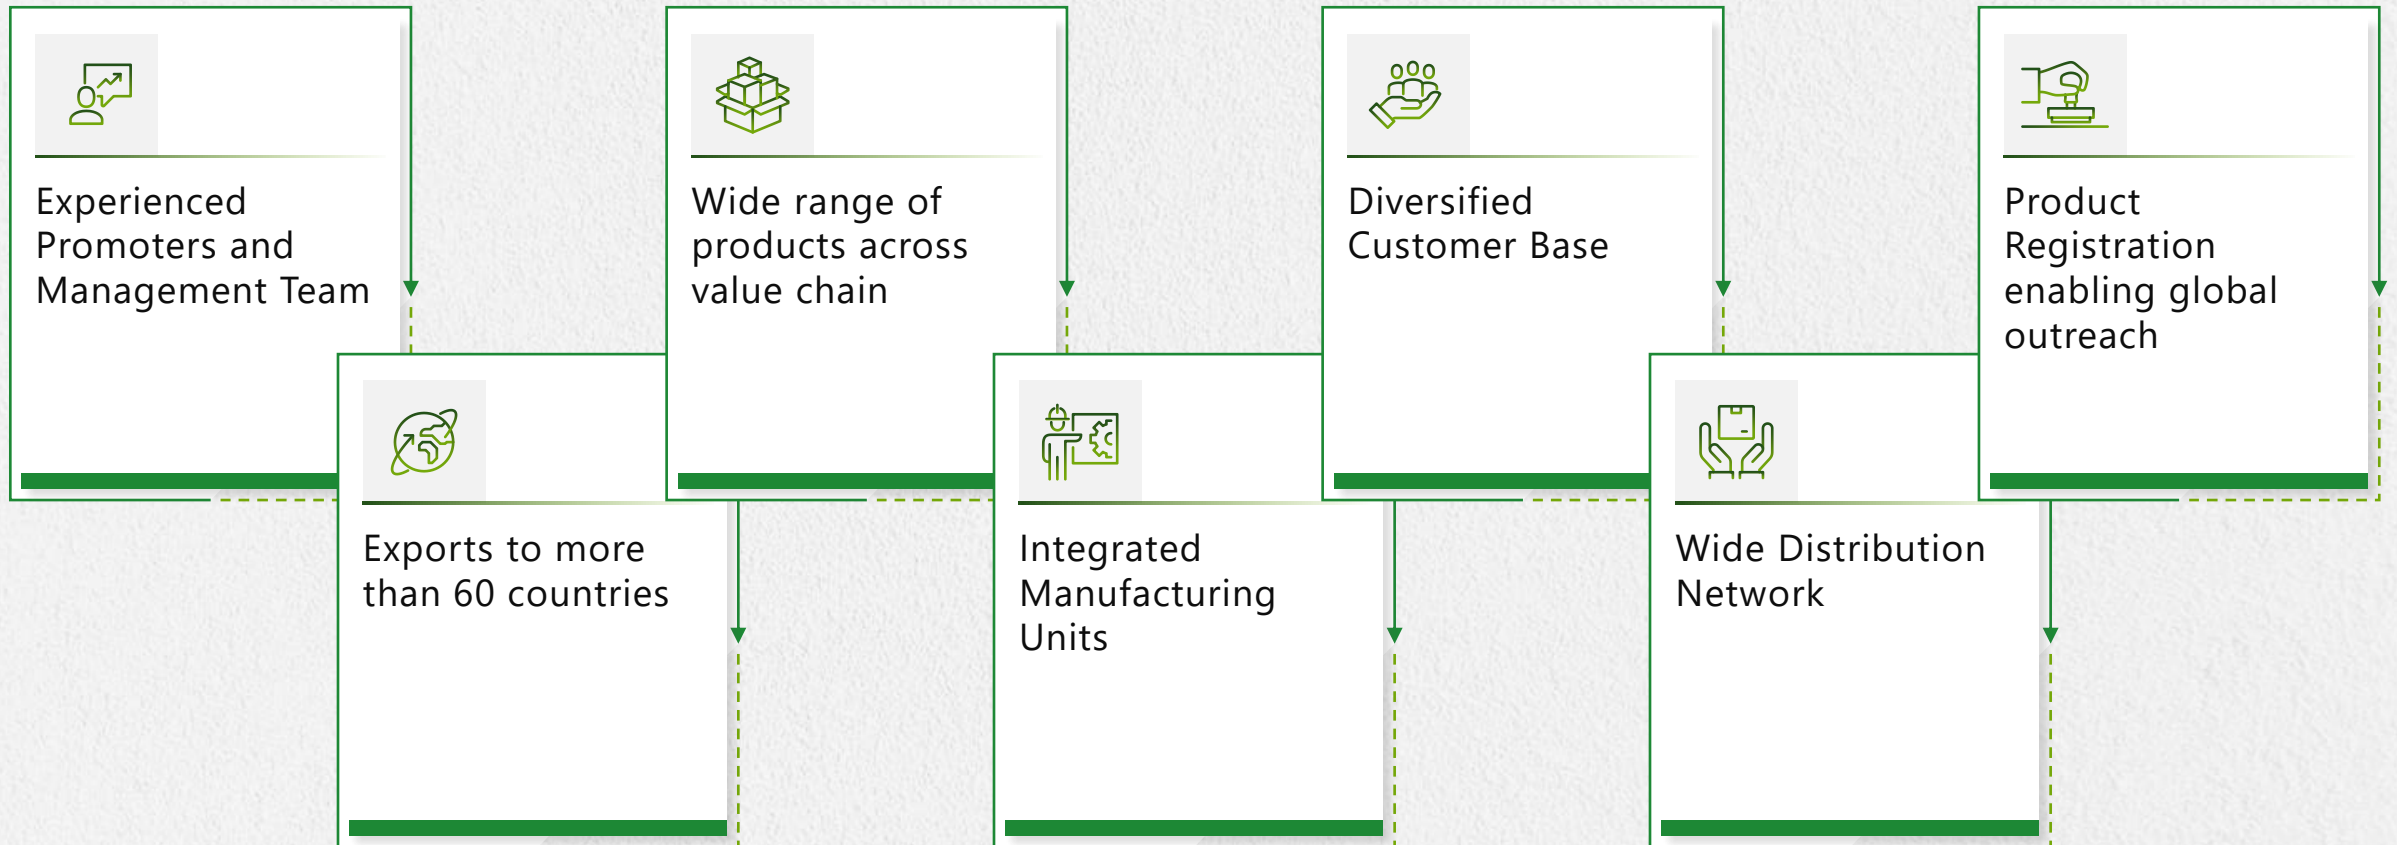 Experienced
Promoters and
Management Team
Exports to more
than 60 countries
Wide range of
products across
value chain
Integrated
Manufacturing
Units
Diversified
Customer Base
Wide Distribution
Network
Product
Registration
enabling global
outreach